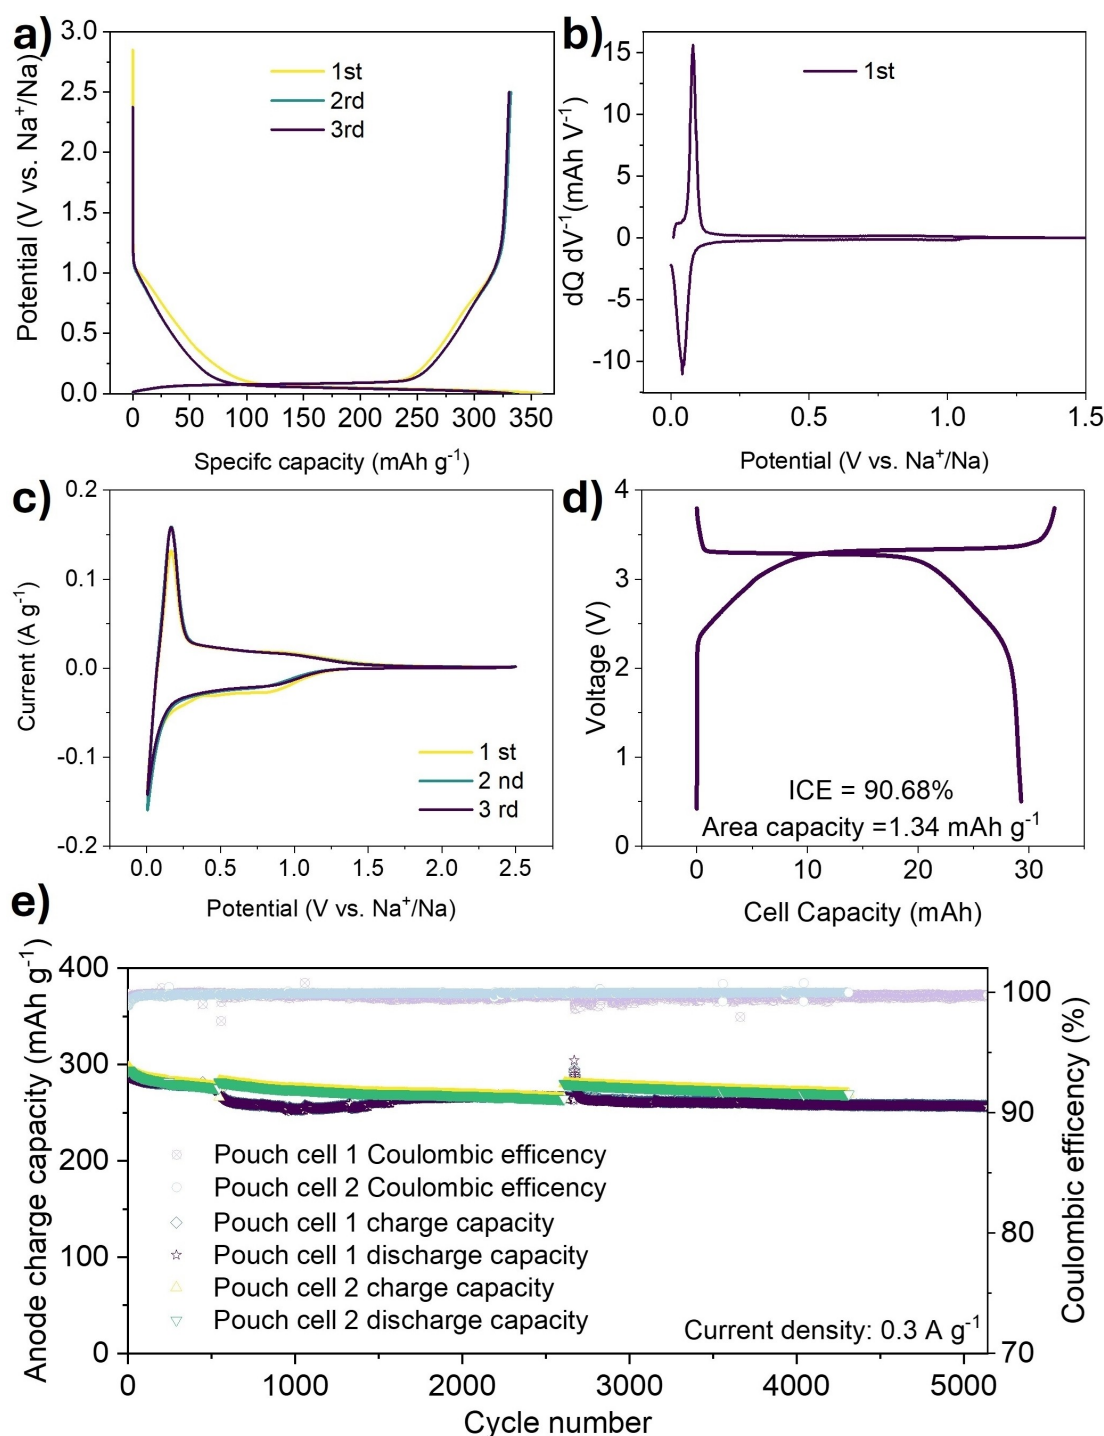 a)
Potential (V vs. Na⁺/Na)
3.0
2.5
2.0
1.5
1.0
0.5
0.0
1st
2rd
3rd
0 50 100 150 200 250 300 350
Specifc capacity (mAh g⁻¹)
b)
dQ dV⁻¹(mAh V⁻¹)
15
10
5
0
-5
-10
1st
0.0 0.5 1.0 1.5
Potential (V vs. Na⁺/Na)
c)
Current (A g⁻¹)
0.2
0.1
0.0
-0.1
-0.2
1 st
2 nd
3 rd
0.0 0.5 1.0 1.5 2.0 2.5
Potential (V vs. Na⁺/Na)
d)
Voltage (V)
4
3
2
1
0
ICE = 90.68%
Area capacity =1.34 mAh g⁻¹
0 10 20 30
Cell Capacity (mAh)
e)
Anode charge capacity (mAh g⁻¹)
400
300
200
100
0
Pouch cell 1 Coulombic efficency
Pouch cell 2 Coulombic efficency
Pouch cell 1 charge capacity
Pouch cell 1 discharge capacity
Pouch cell 2 charge capacity
Pouch cell 2 discharge capacity
Current density: 0.3 A g⁻¹
100
90
80
70
Coulombic efficency (%)
0 1000 2000 3000 4000 5000
Cycle number